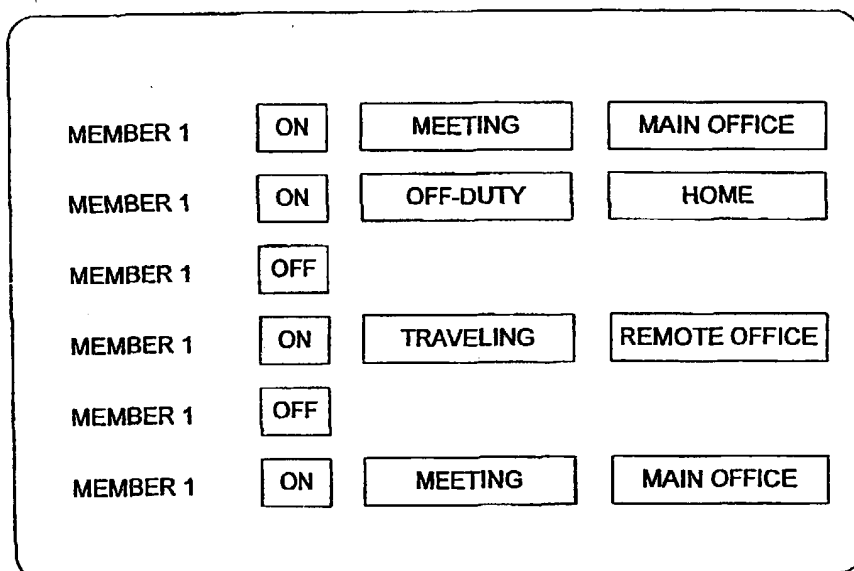 MEMBER 1 ON MEETING MAIN OFFICE
MEMBER 1 ON OFF-DUTY HOME
MEMBER 1 OFF
MEMBER 1 ON TRAVELING REMOTE OFFICE
MEMBER 1 OFF
MEMBER 1 ON MEETING MAIN OFFICE